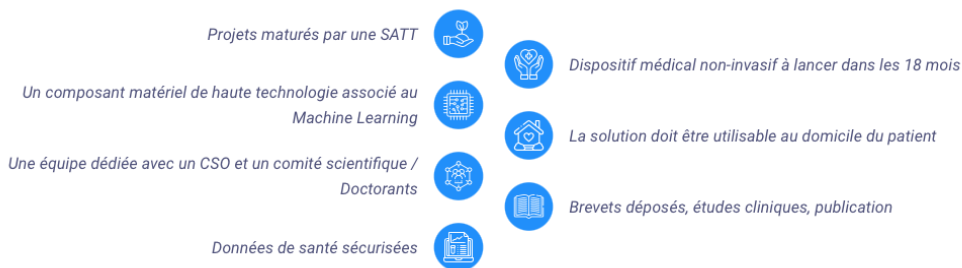 Projets maturés par une SATT
Dispositif médical non-invasif à lancer dans les 18 mois
Un composant matériel de haute technologie associé au
Machine Learning
La solution doit être utilisable au domicile du patient
Une équipe dédiée avec un CSO et un comité scientifique /
Doctorants
Brevets déposés, études cliniques, publication
Données de santé sécurisées